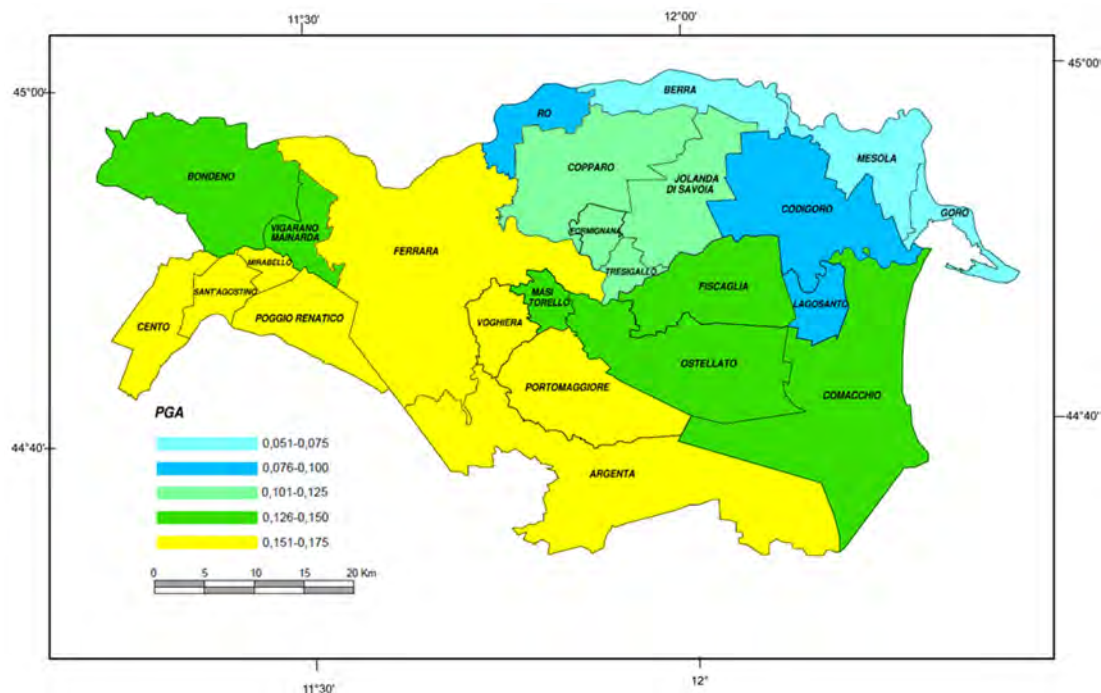 11°30'
12°00'
45°00'
45°00'
BERRA
RO
MESOLA
COPPARO
BONDENO
JOLANDA
DI SAVOIA
CODIGORO
GORO
VIGARANO
MAINARDA
FORMIGNANA
FERRARA
MIRABELLO
TRESIGALLO
FISCAGLIA
SANT'AGOSTINO
MASI
TORELLO
LAGOSANTO
POGGIO RENATICO
VOGHIERA
CENTO
OSTELLATO
PORTOMAGGIORE
COMACCHIO
PGA
44°40'
0,051-0,075
44°40'
0,076-0,100
ARGENTA
0,101-0,125
0,126-0,150
0,151-0,175
0 5 10 15 20 Km
11°30'
12°